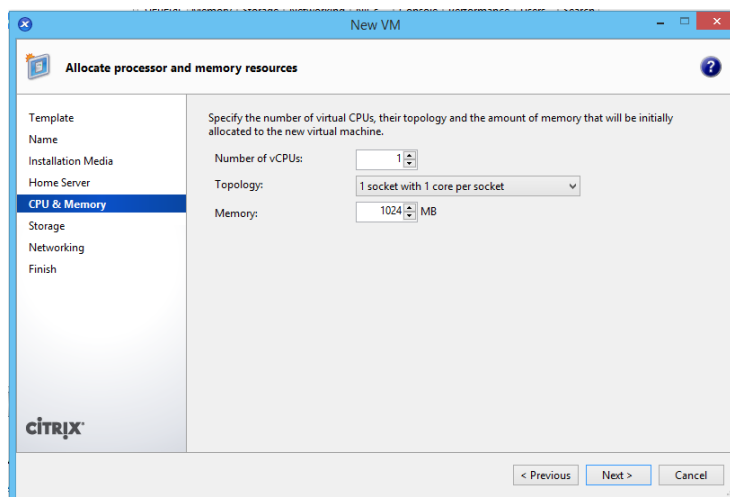 New VM
Allocate processor and memory resources
Template
Name
Installation Media
Home Server
CPU & Memory
Storage
Networking
Finish
Specify the number of virtual CPUs, their topology and the amount of memory that will be initially
allocated to the new virtual machine.
Number of vCPUs: 1
Topology: 1 socket with 1 core per socket
Memory: 1024 MB
CITRIX
< Previous Next > Cancel